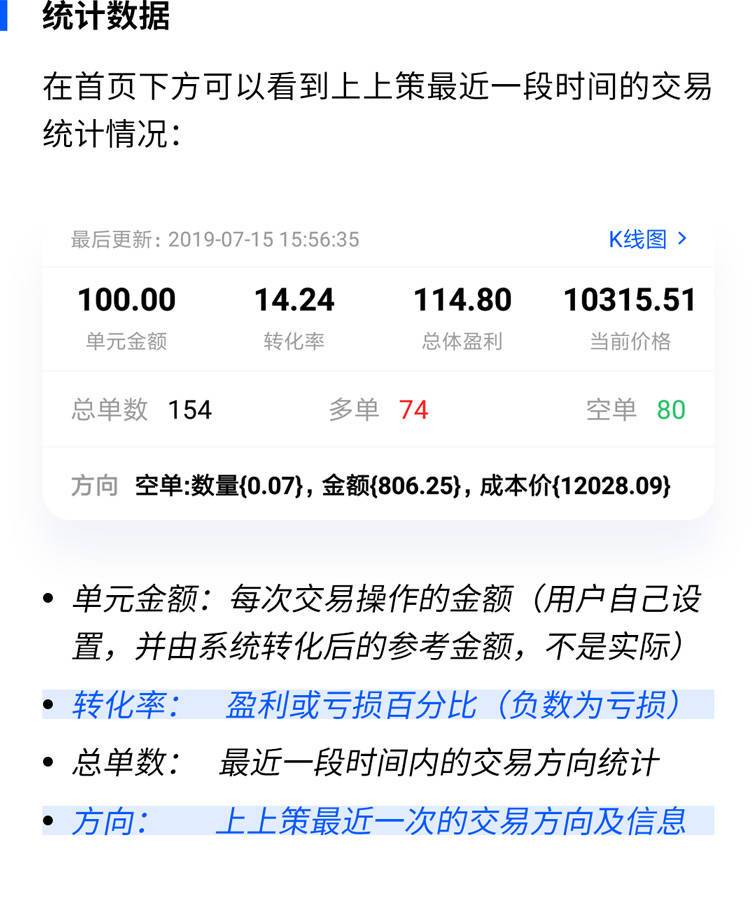 统计数据
在首页下方可以看到上上策最近一段时间的交易
统计情况：
最后更新: 2019-07-15 15:56:35 K线图 >
100.00 14.24 114.80 10315.51
单元金额 转化率 总体盈利 当前价格
总单数 154 多单 74 空单 80
方向 空单:数量{0.07}, 金额{806.25}, 成本价{12028.09}
• 单元金额：每次交易操作的金额（用户自己设
置，并由系统转化后的参考金额，不是实际）
• 转化率： 盈利或亏损百分比（负数为亏损）
• 总单数： 最近一段时间内的交易方向统计
• 方向： 上上策最近一次的交易方向及信息